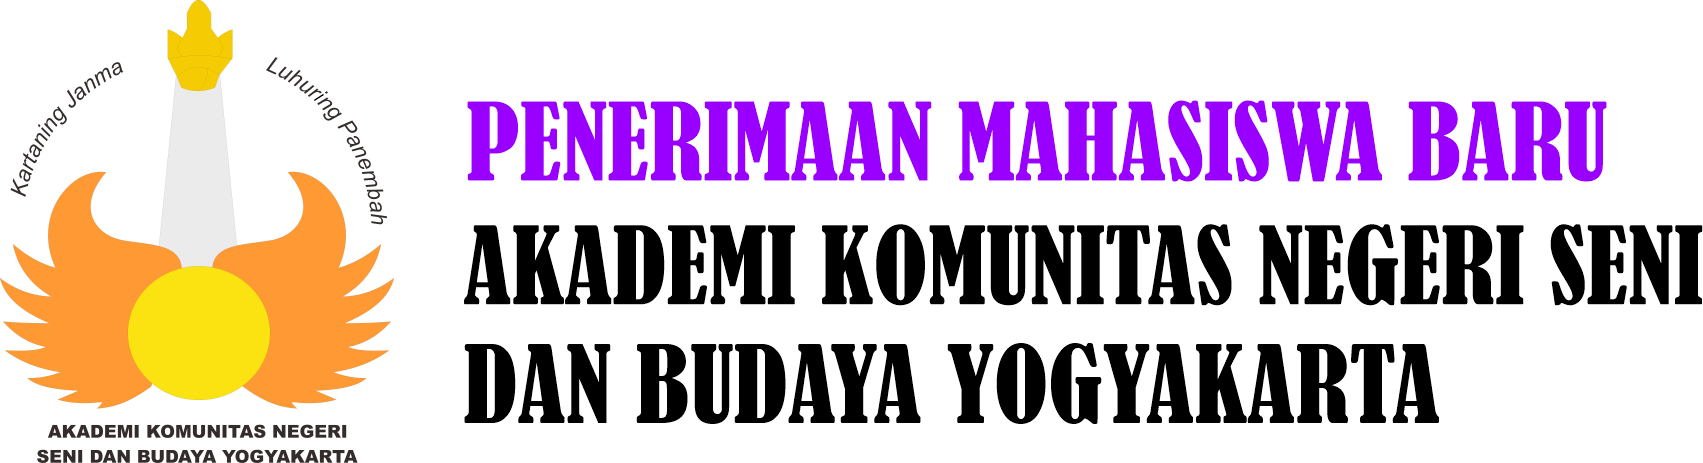 Kartaning Janma
Luhuring Panembah
AKADEMI KOMUNITAS NEGERI
SENI DAN BUDAYA YOGYAKARTA
PENERIMAAN MAHASISWA BARU
AKADEMI KOMUNITAS NEGERI SENI
DAN BUDAYA YOGYAKARTA